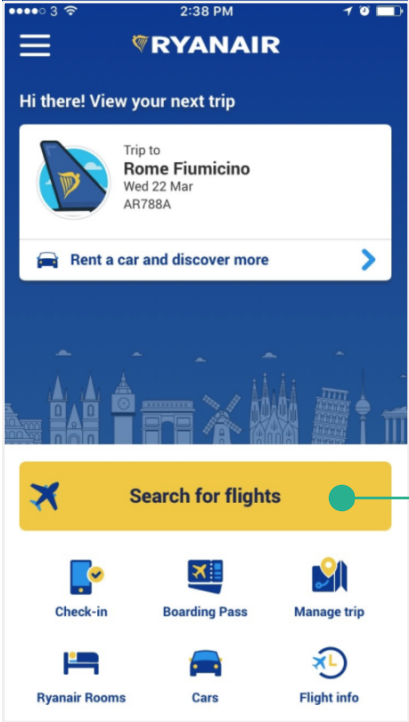 3 2:38 PM
RYANAIR
Hi there! View your next trip
Trip to
Rome Fiumicino
Wed 22 Mar
AR788A
Rent a car and discover more
Search for flights
Check-in Boarding Pass Manage trip
Ryanair Rooms Cars Flight info